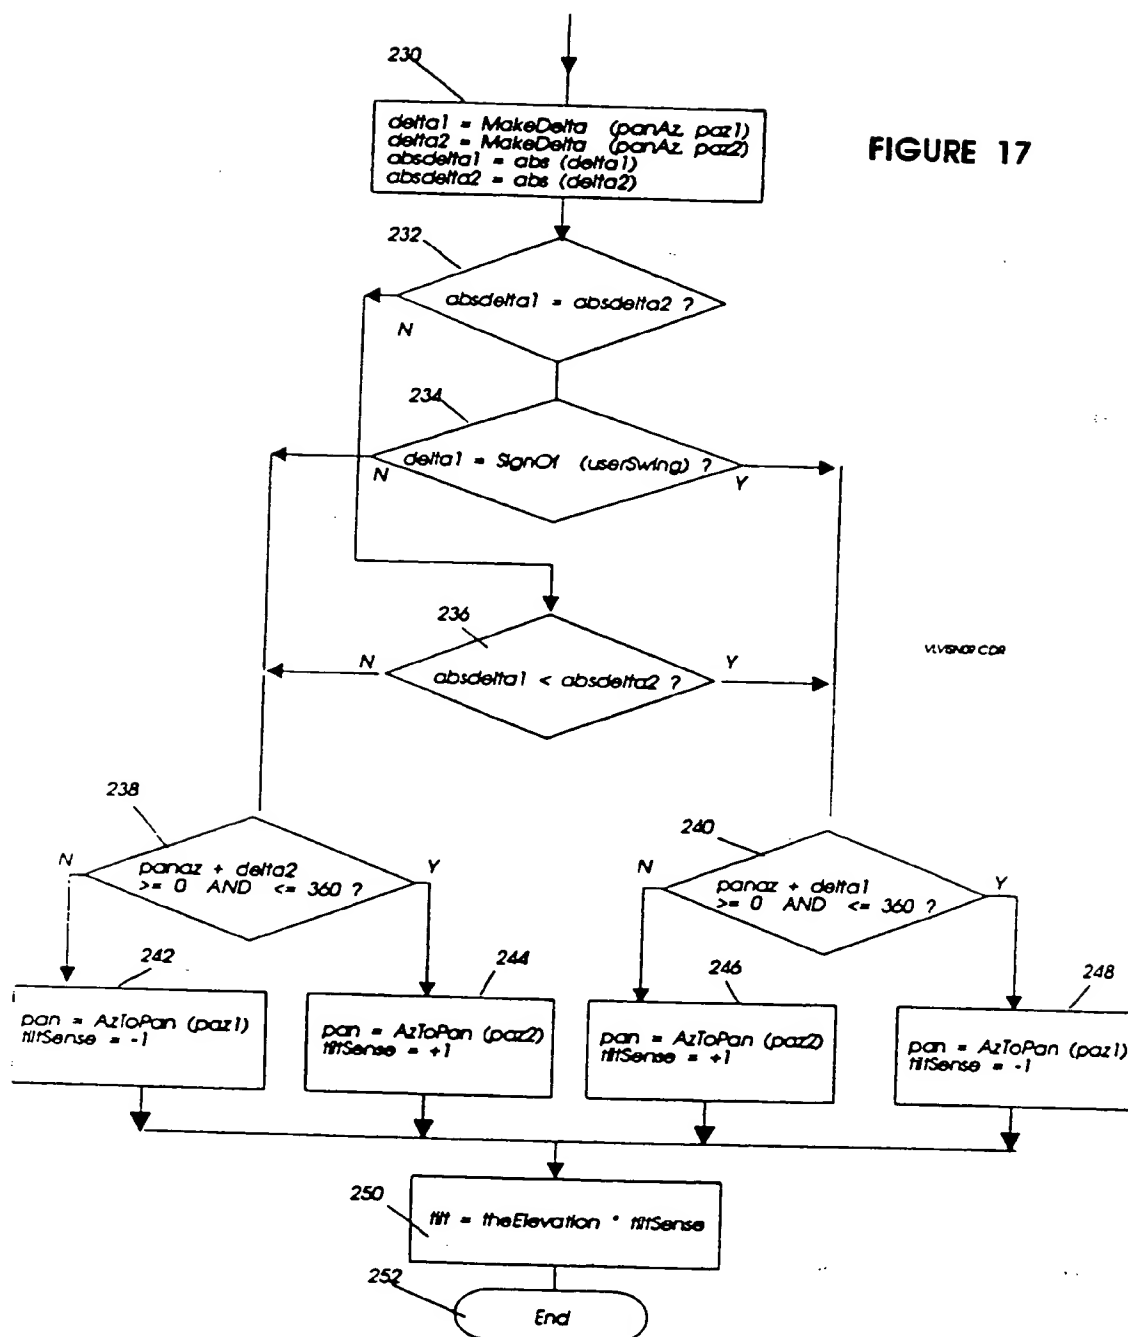 230
delta1 = MakeDelta (panAz, paz1)
delta2 = MakeDelta (panAz, paz2)
absdelta1 = abs (delta1)
absdelta2 = abs (delta2)
FIGURE 17
232
absdelta1 = absdelta2 ?
N
234
delta1 = SignOf (userSwing) ?
N
Y
236
absdelta1 < absdelta2 ?
N
Y
238
panaz + delta2
>= 0 AND <= 360 ?
N
Y
240
panaz + delta1
>= 0 AND <= 360 ?
N
Y
242
pan = AzToPan (paz1)
tiltSense = -1
244
pan = AzToPan (paz2)
tiltSense = +1
246
pan = AzToPan (paz2)
tiltSense = +1
248
pan = AzToPan (paz1)
tiltSense = -1
250
tilt = theElevation * tiltSense
252
End